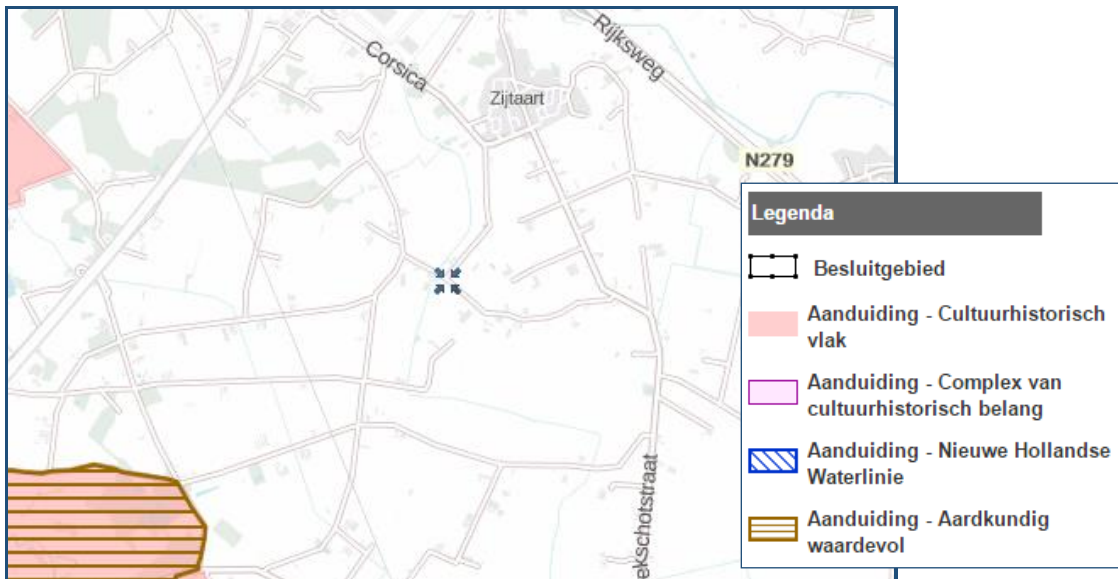 Rijksweg
Corsica
Zijtaart
N279
Legenda
Besluitgebied
Aanduiding - Cultuurhistorisch
vlak
Aanduiding - Complex van
cultuurhistorisch belang
Aanduiding - Nieuwe Hollandse
Waterlinie
Aanduiding - Aardkundig
waardevol
ekschotstraat